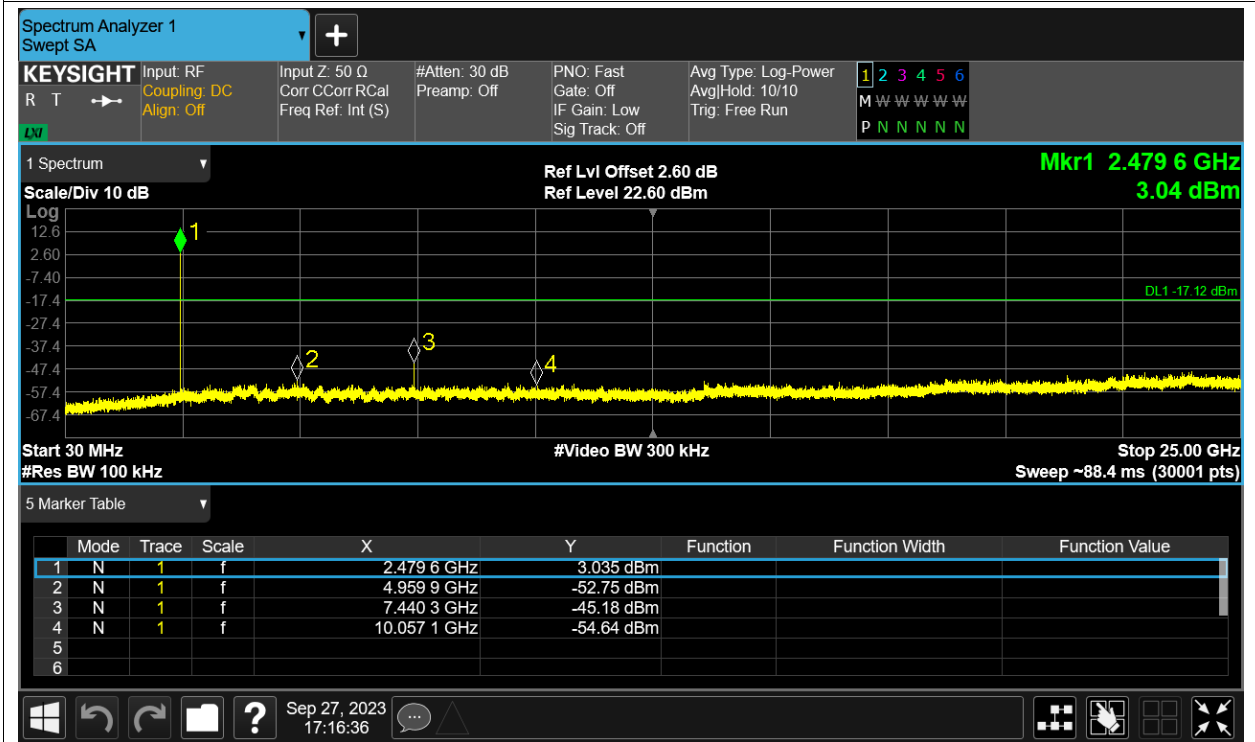 Spectrum Analyzer 1
Swept SA
KEYSIGHT
R T
LXI
Input: RF
Coupling: DC
Align: Off
Input Z: 50 Ω
Corr CCorr RCal
Freq Ref: Int (S)
#Atten: 30 dB
Preamp: Off
PNO: Fast
Gate: Off
IF Gain: Low
Sig Track: Off
Avg Type: Log-Power
Avg|Hold: 10/10
Trig: Free Run
1 2 3 4 5 6
M W W W W W
P N N N N N
1 Spectrum
Scale/Div 10 dB
Ref Lvl Offset 2.60 dB
Ref Level 22.60 dBm
Mkr1 2.479 6 GHz
3.04 dBm
Log
12.6
2.60
-7.40
-17.4
-27.4
-37.4
-47.4
-57.4
-67.4
1
2
3
4
DL1 -17.12 dBm
Start 30 MHz
#Res BW 100 kHz
#Video BW 300 kHz
Stop 25.00 GHz
Sweep ~88.4 ms (30001 pts)
5 Marker Table
Mode Trace Scale X Y Function Function Width Function Value
1 N 1 f 2.479 6 GHz 3.035 dBm
2 N 1 f 4.959 9 GHz -52.75 dBm
3 N 1 f 7.440 3 GHz -45.18 dBm
4 N 1 f 10.057 1 GHz -54.64 dBm
5
6
?
Sep 27, 2023
17:16:36